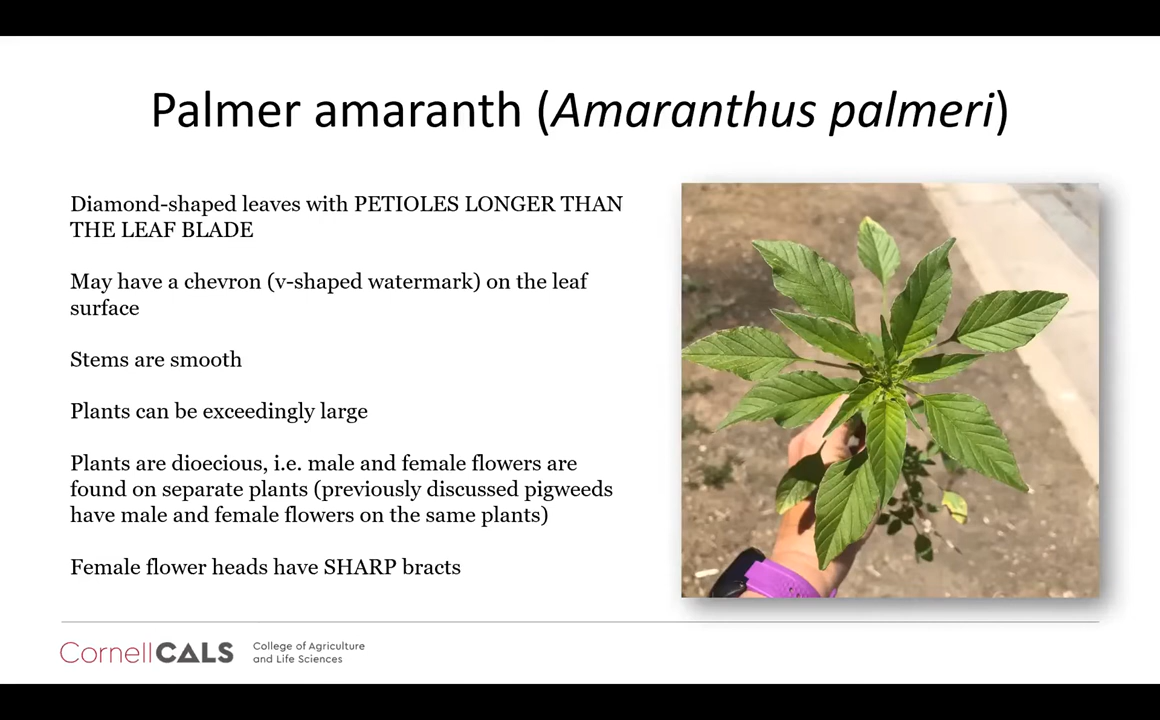 Palmer amaranth (Amaranthus palmeri)
Diamond-shaped leaves with PETIOLES LONGER THAN
THE LEAF BLADE
May have a chevron (v-shaped watermark) on the leaf
surface
Stems are smooth
Plants can be exceedingly large
Plants are dioecious, i.e. male and female flowers are
found on separate plants (previously discussed pigweeds
have male and female flowers on the same plants)
Female flower heads have SHARP bracts
CornellCALS
College of Agriculture
and Life Sciences